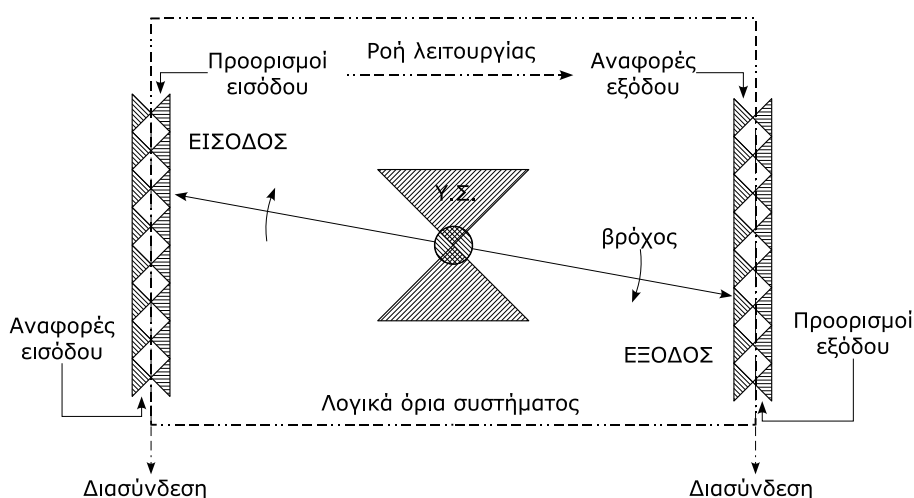 Προορισμοί
εισόδου
Ροή λειτουργίας
Αναφορές
εξόδου
ΕΙΣΟΔΟΣ
Υ.Σ.
βρόχος
Αναφορές
εισόδου
Προορισμοί
εξόδου
ΕΞΟΔΟΣ
Λογικά όρια συστήματος
Διασύνδεση
Διασύνδεση